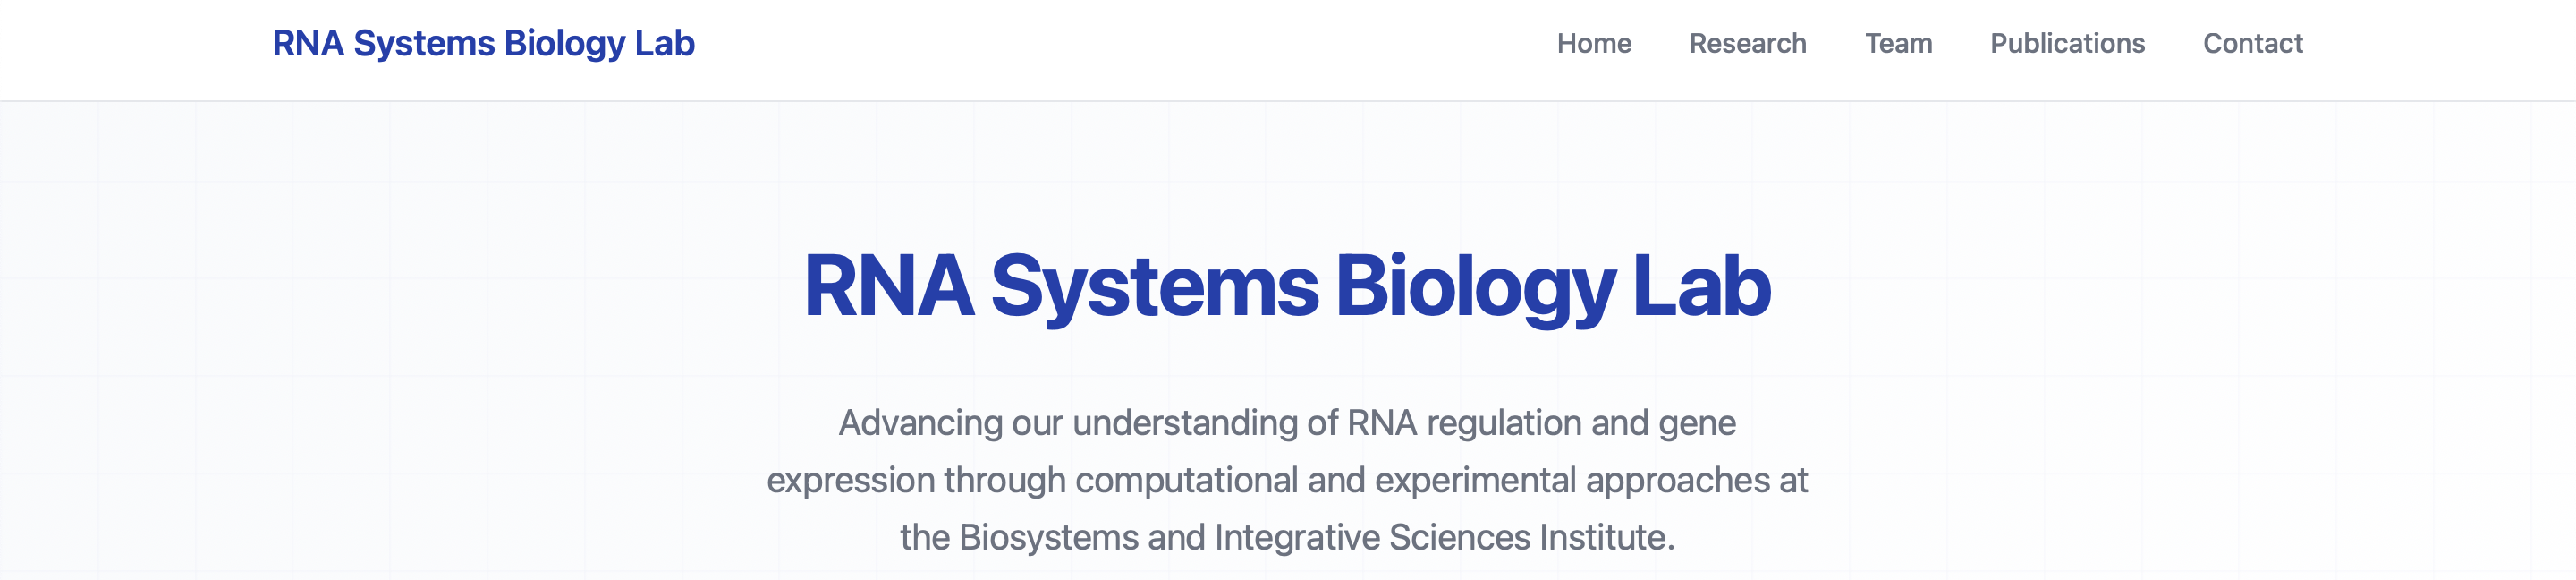 RNA Systems Biology Lab
Home Research Team Publications Contact
RNA Systems Biology Lab
Advancing our understanding of RNA regulation and gene
expression through computational and experimental approaches at
the Biosystems and Integrative Sciences Institute.